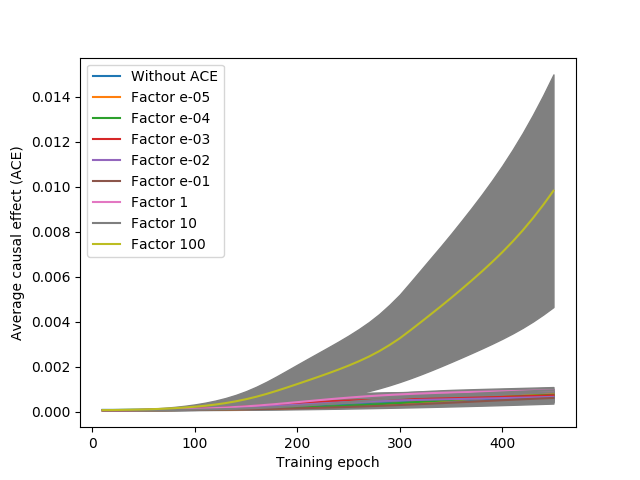 Without ACE
Factor e-05
Factor e-04
Factor e-03
Factor e-02
Factor e-01
Factor 1
Factor 10
Factor 100
Average causal effect (ACE)
0.014
0.012
0.010
0.008
0.006
0.004
0.002
0.000
0 100 200 300 400
Training epoch